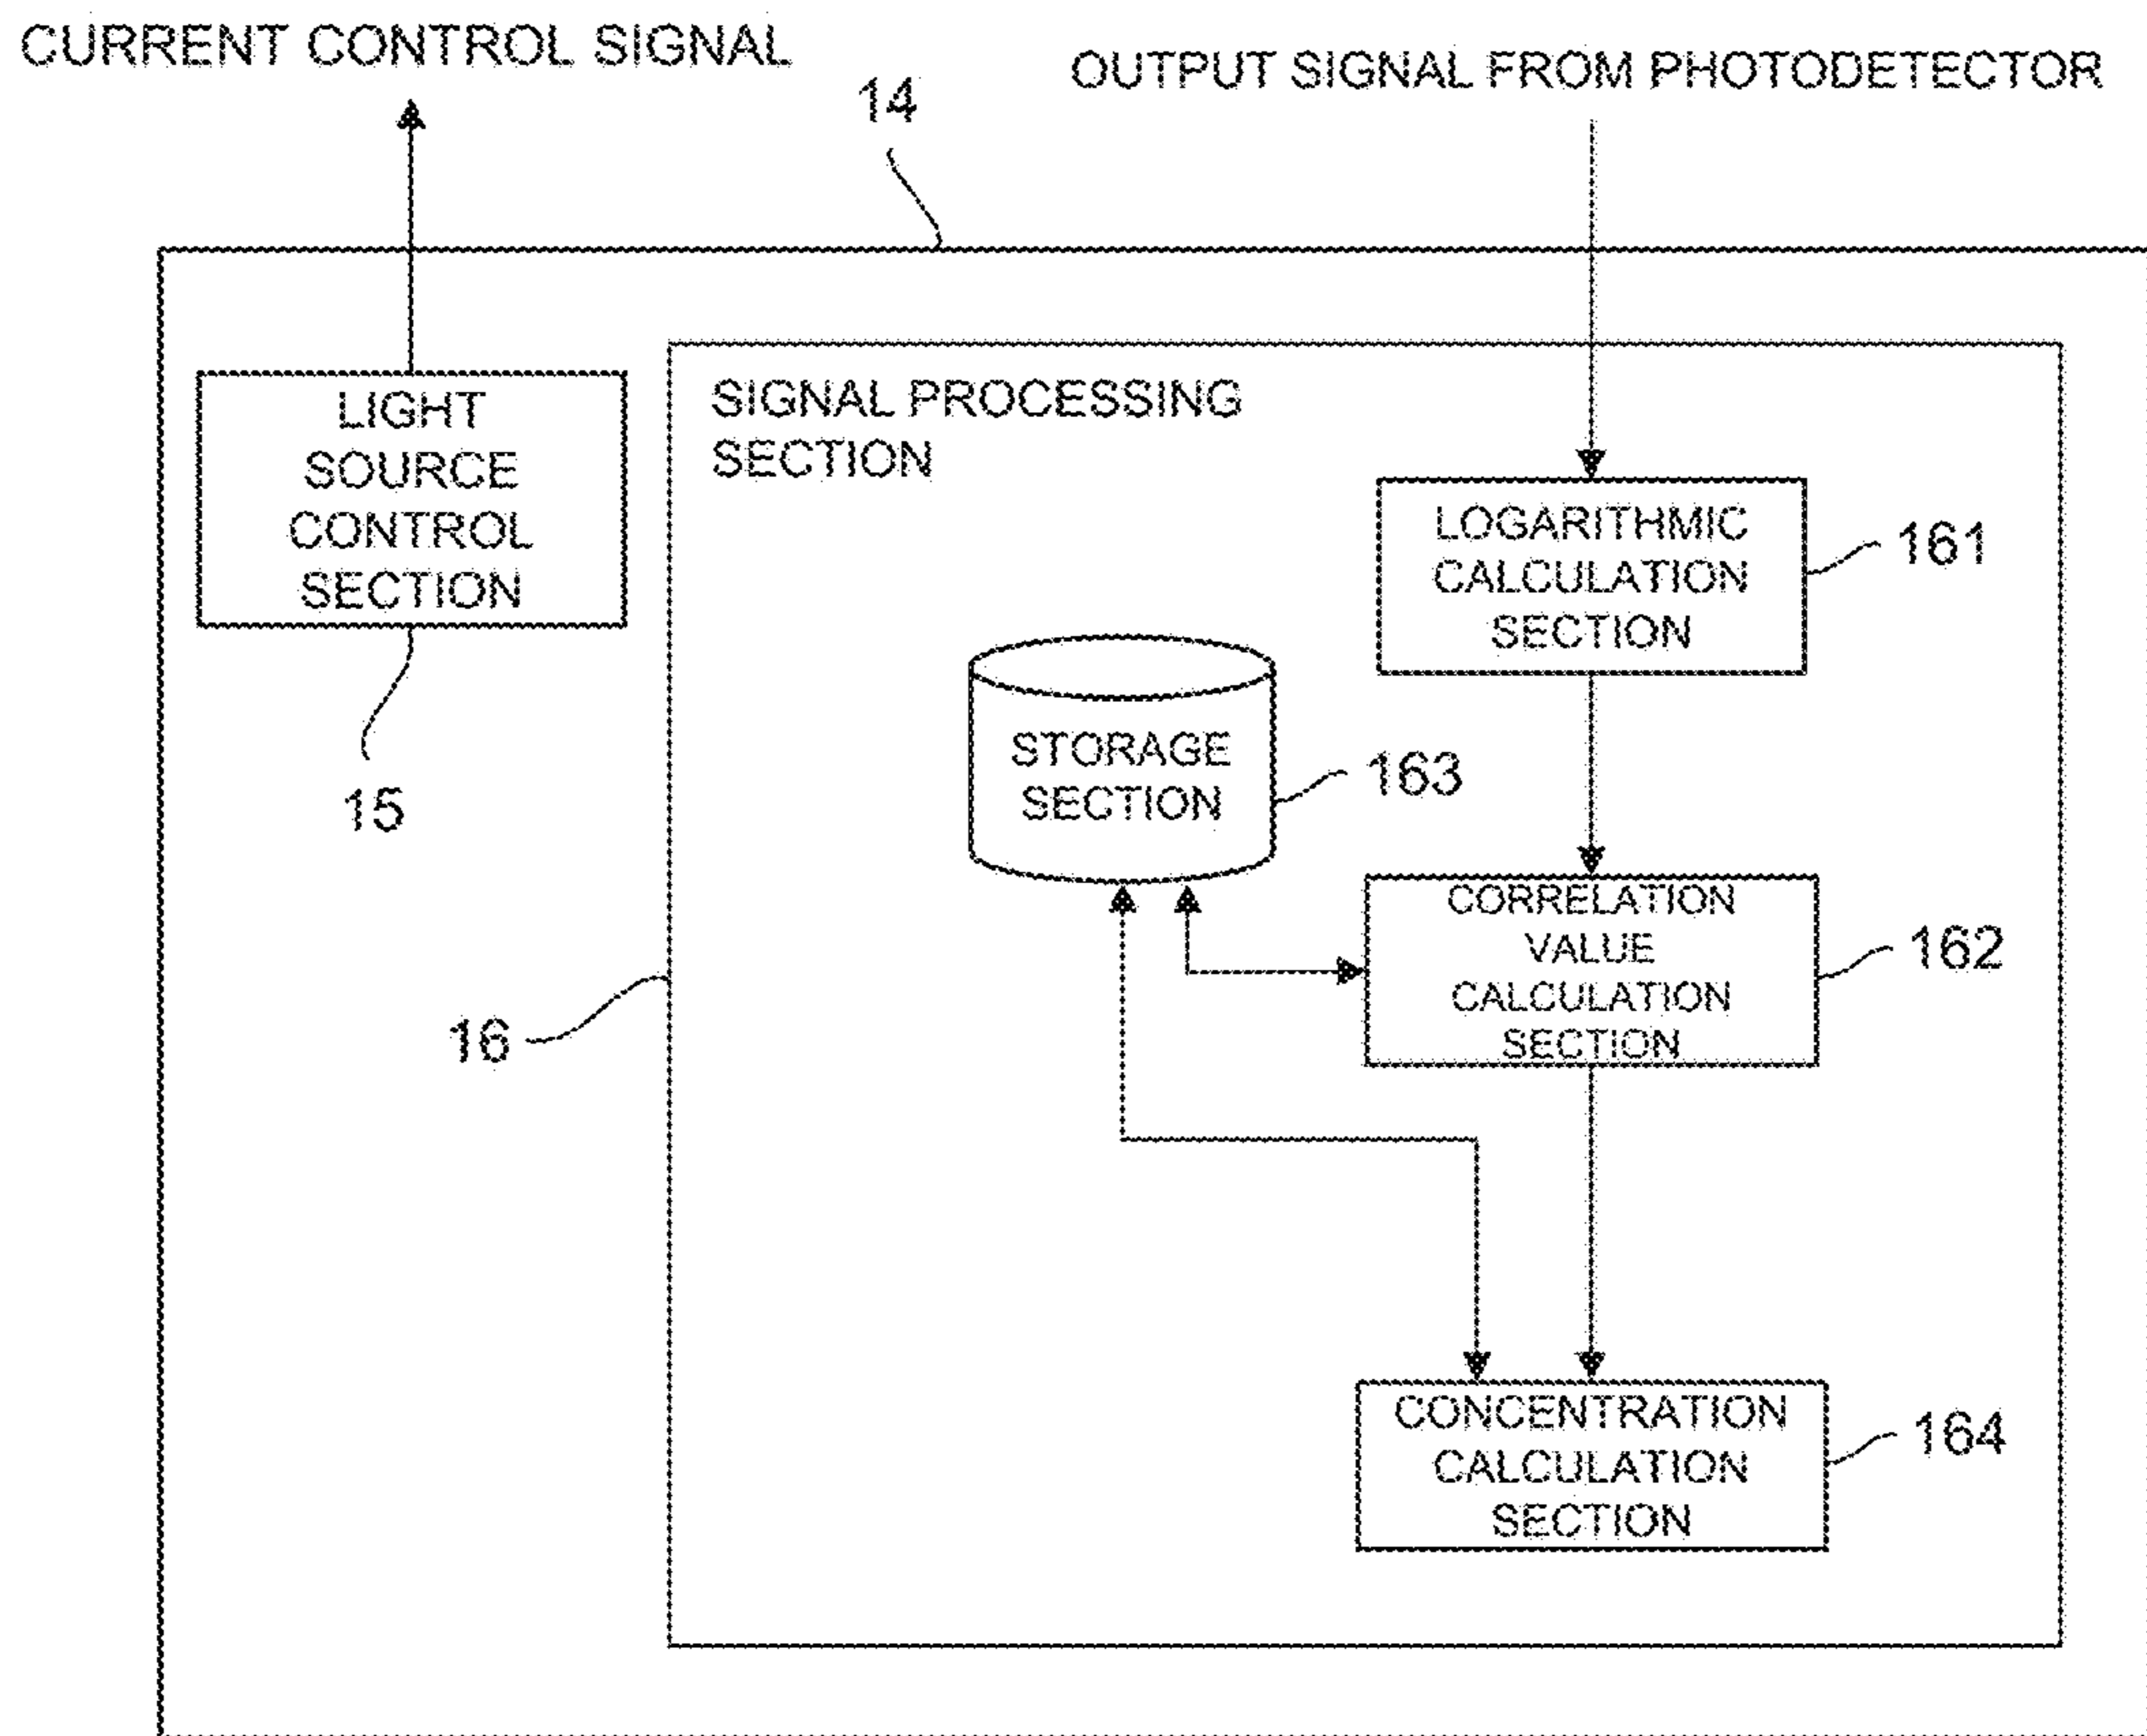 CURRENT CONTROL SIGNAL
OUTPUT SIGNAL FROM PHOTODETECTOR
14
LIGHT
SOURCE
CONTROL
SECTION
15
SIGNAL PROCESSING
SECTION
LOGARITHMIC
CALCULATION
SECTION
161
STORAGE
SECTION
163
CORRELATION
VALUE
CALCULATION
SECTION
162
16
CONCENTRATION
CALCULATION
SECTION
164